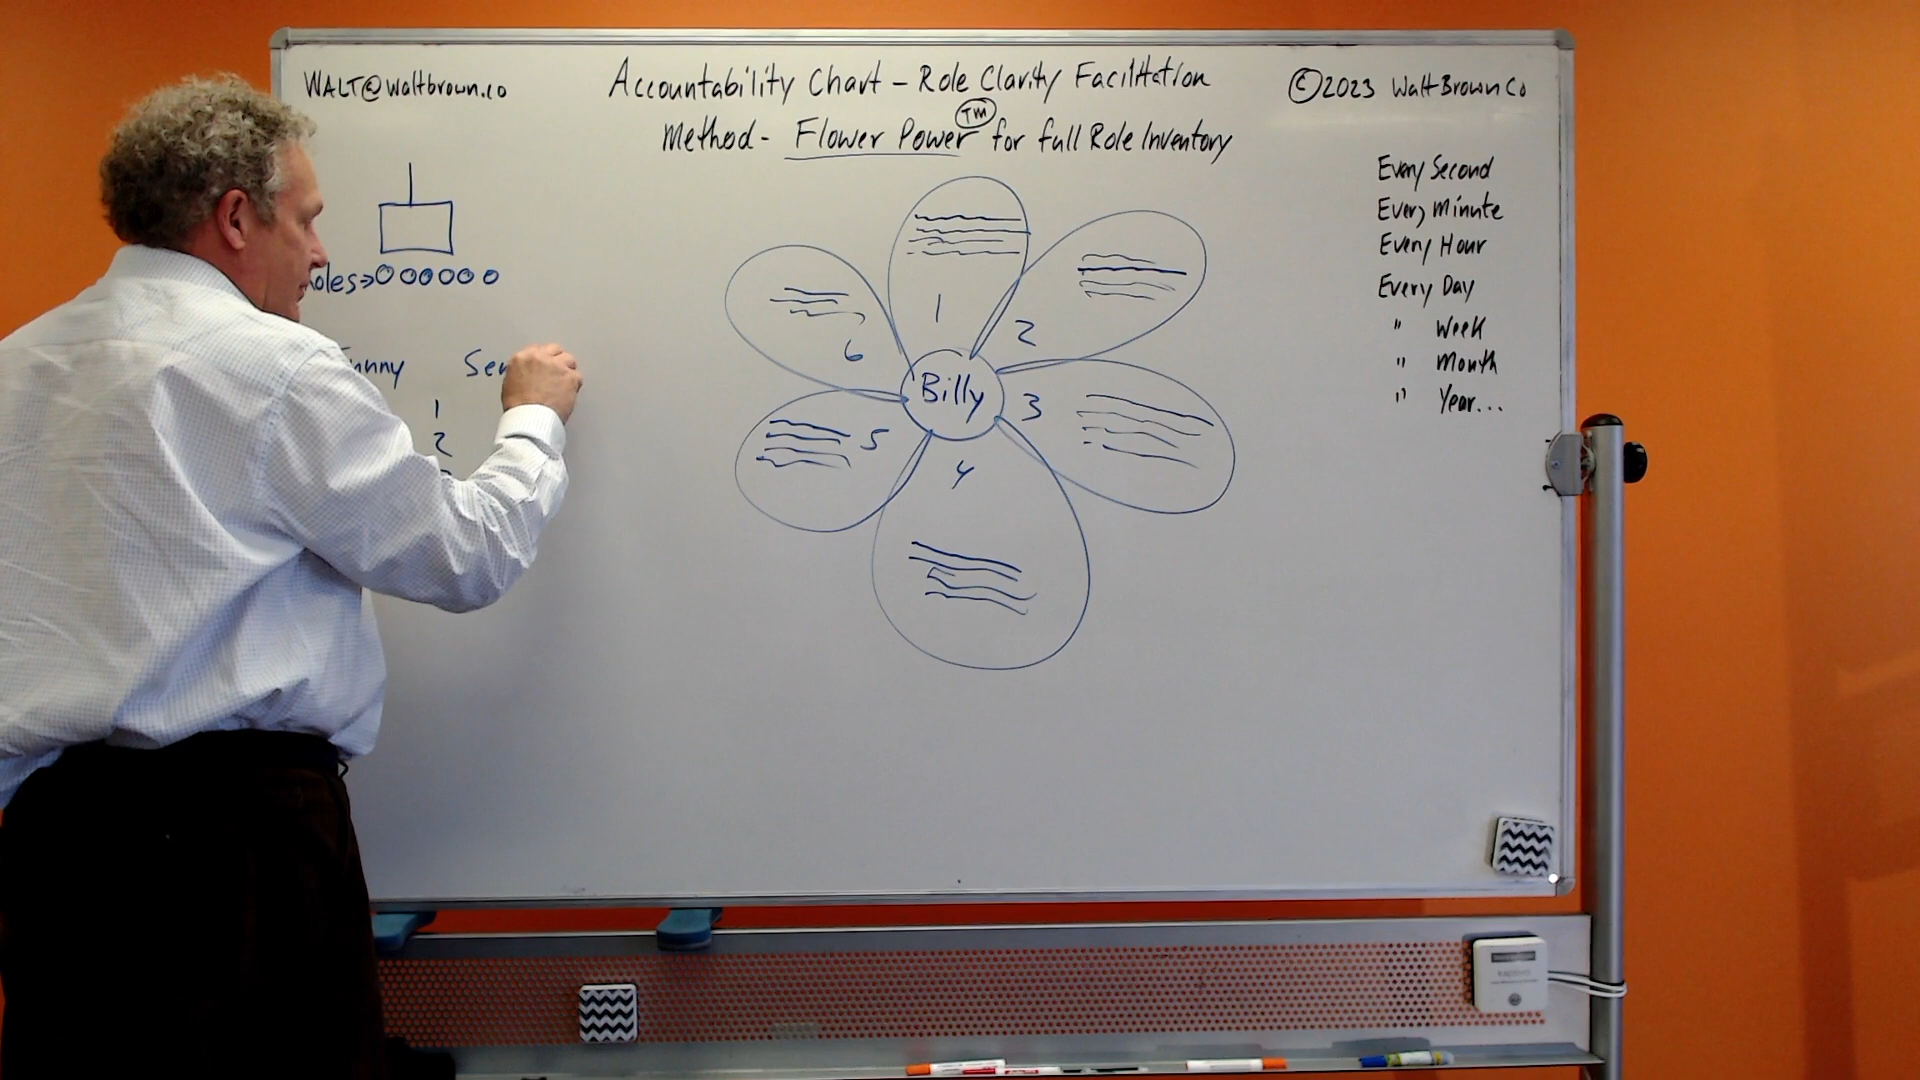 WALT@waltbrown.co
Accountability Chart - Role Clarity Facilitation
©2023 WaltBrownCo
Method - Flower Power TM for full Role Inventory
Every Second
Every Minute
Every Hour
Every Day
" Week
" Month
" Year...
1
2
3
4
5
6
Billy
1
2